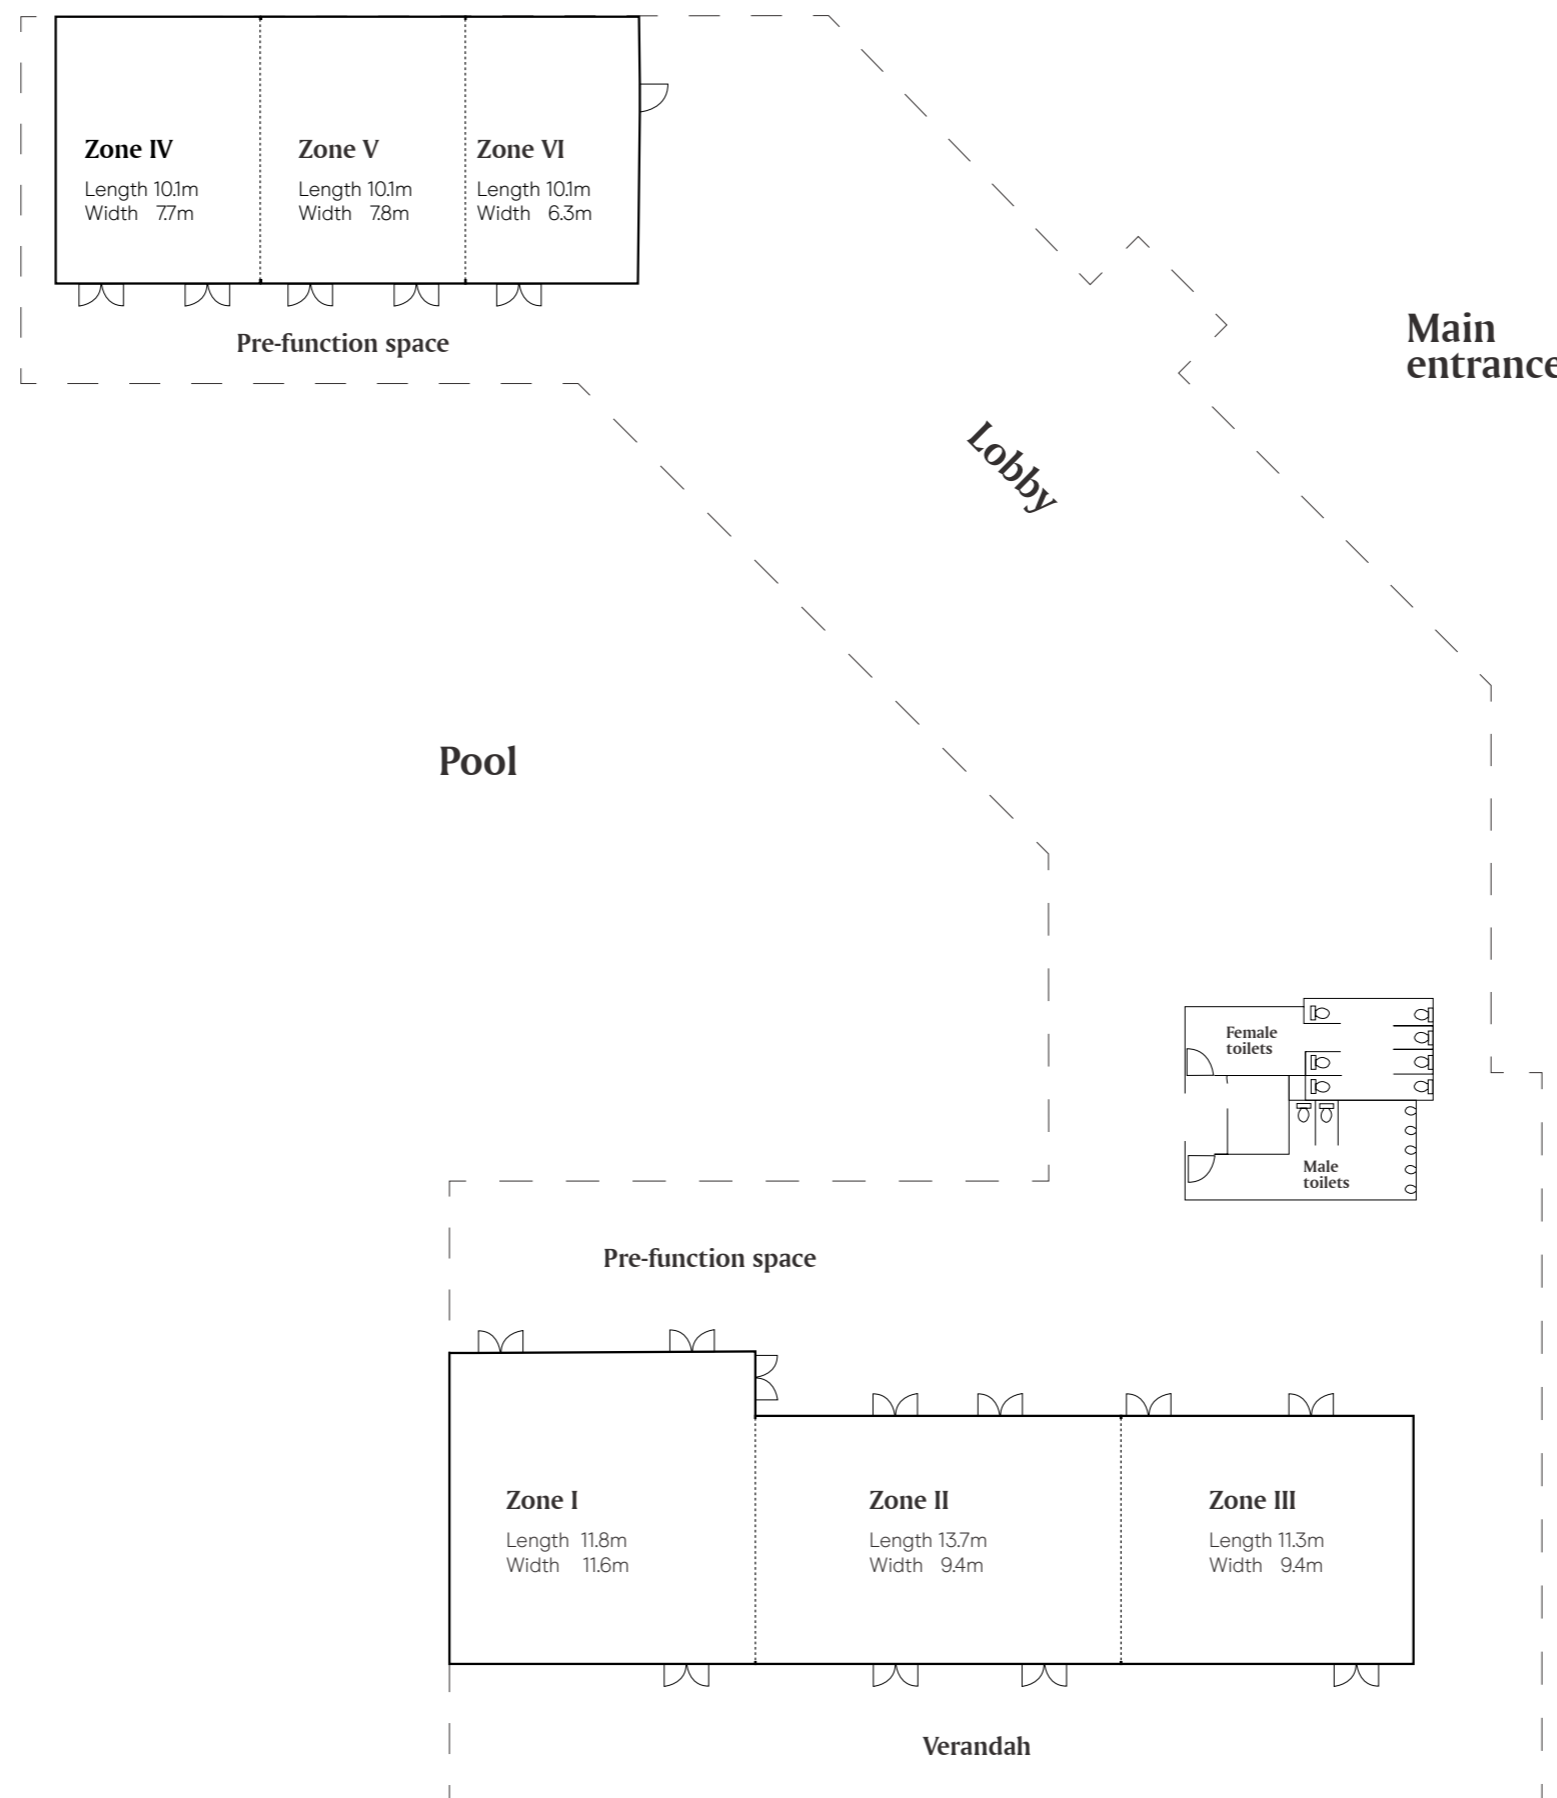 Zone IV
Length 10.1m
Width 7.7m
Zone V
Length 10.1m
Width 7.8m
Zone VI
Length 10.1m
Width 6.3m
Pre-function space
Main
entrance
Lobby
Pool
Female
toilets
Male
toilets
Pre-function space
Zone I
Length 11.8m
Width 11.6m
Zone II
Length 13.7m
Width 9.4m
Zone III
Length 11.3m
Width 9.4m
Verandah